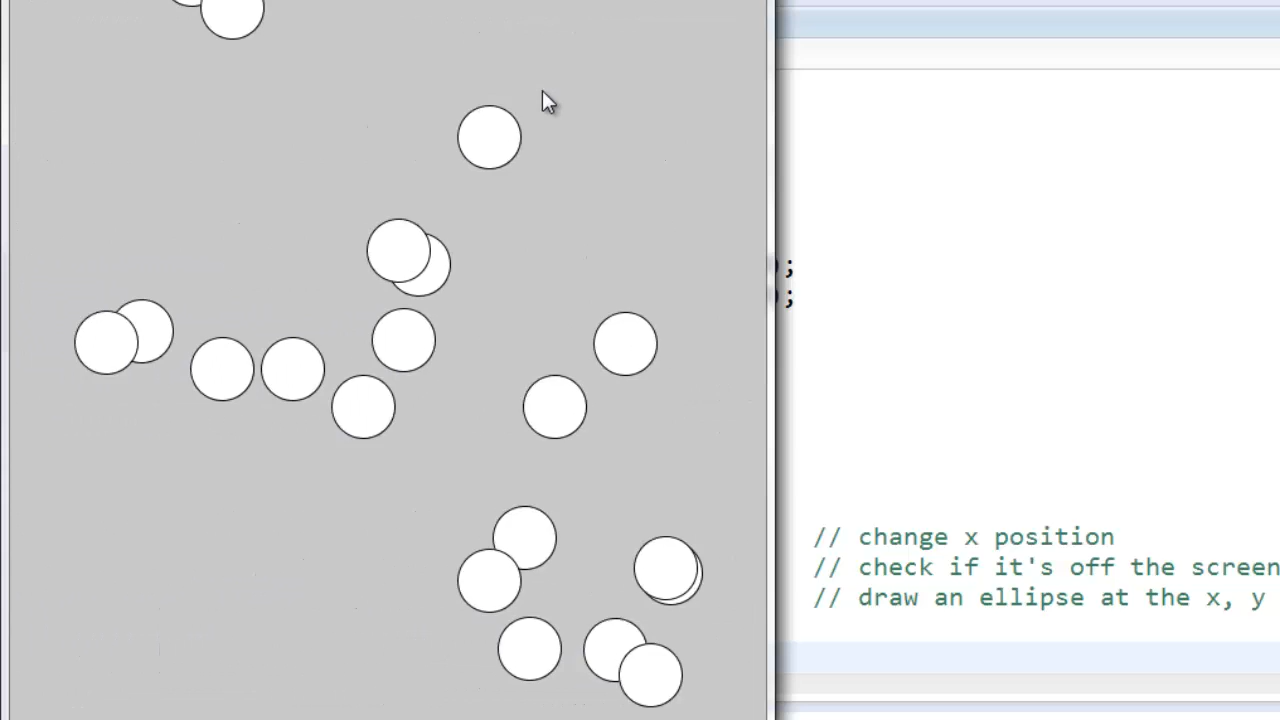 );
);
// change x position
// check if it's off the screen
// draw an ellipse at the x, y